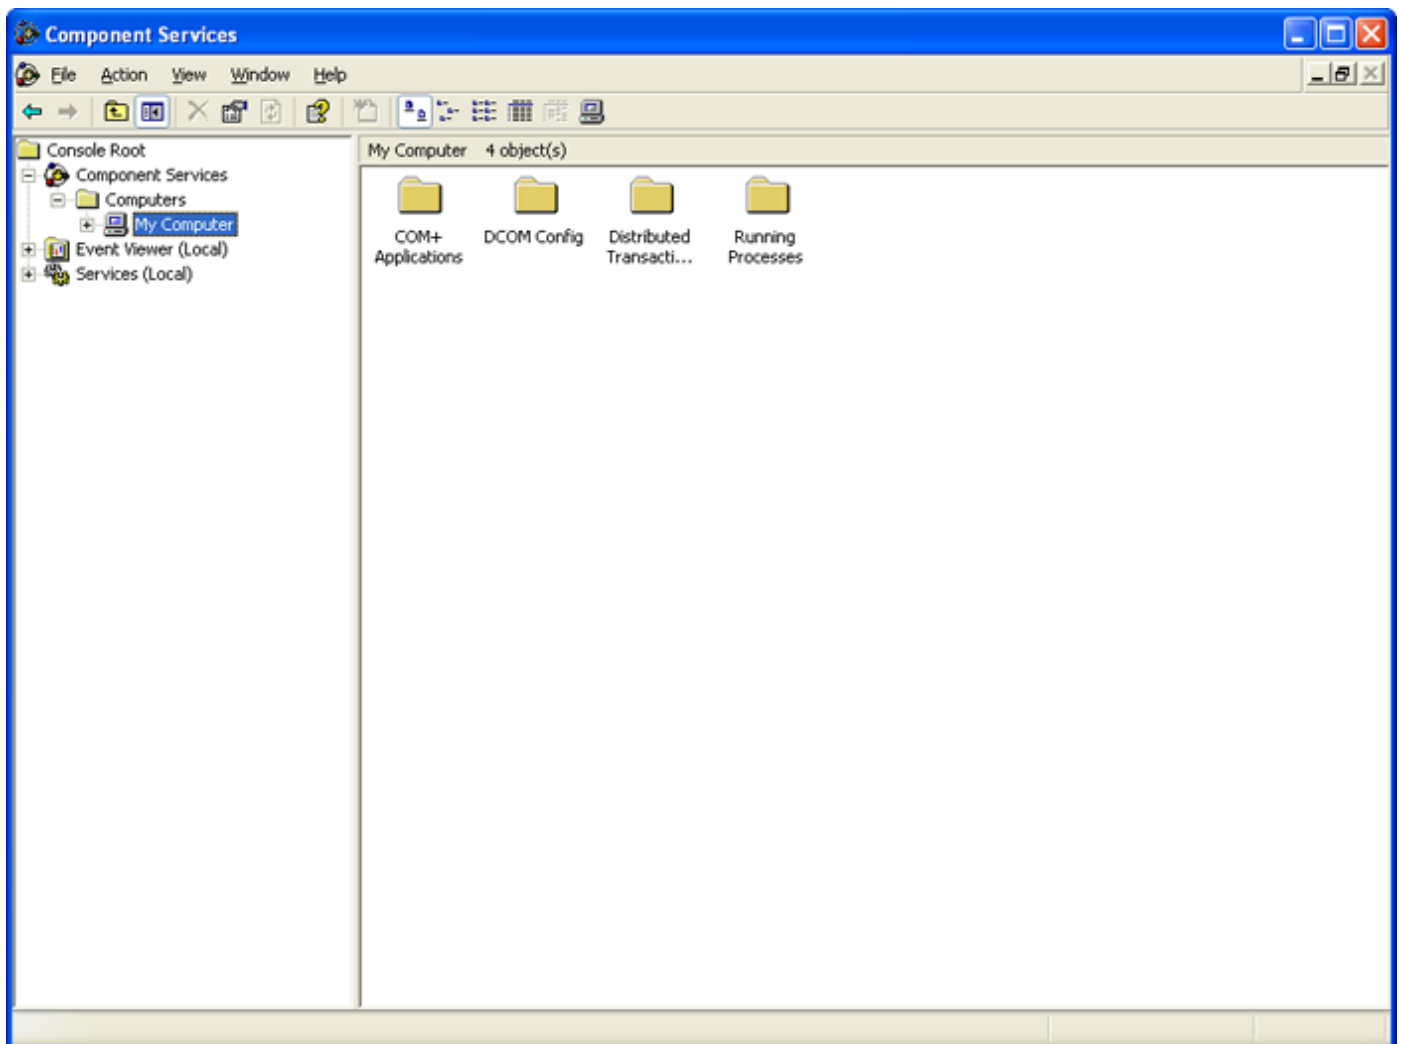 Component Services
File Action View Window Help
Console Root
Component Services
Computers
My Computer
Event Viewer (Local)
Services (Local)
My Computer 4 object(s)
COM+
Applications
DCOM Config
Distributed
Transacti...
Running
Processes